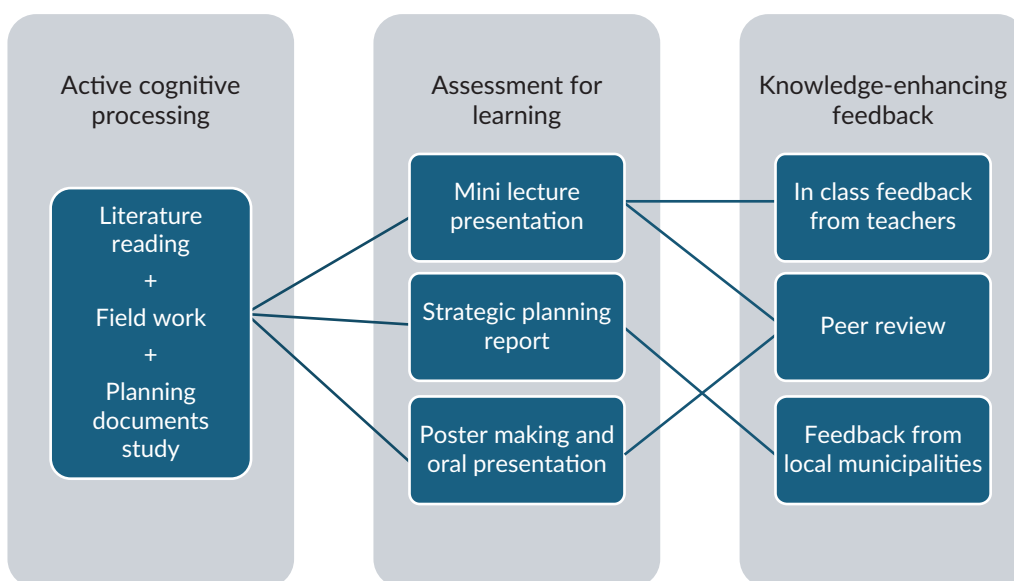 Active cognitive
processing
Literature
reading
+
Field work
+
Planning
documents
study
Assessment for
learning
Mini lecture
presentation
Strategic planning
report
Poster making and
oral presentation
Knowledge-enhancing
feedback
In class feedback
from teachers
Peer review
Feedback from
local municipalities